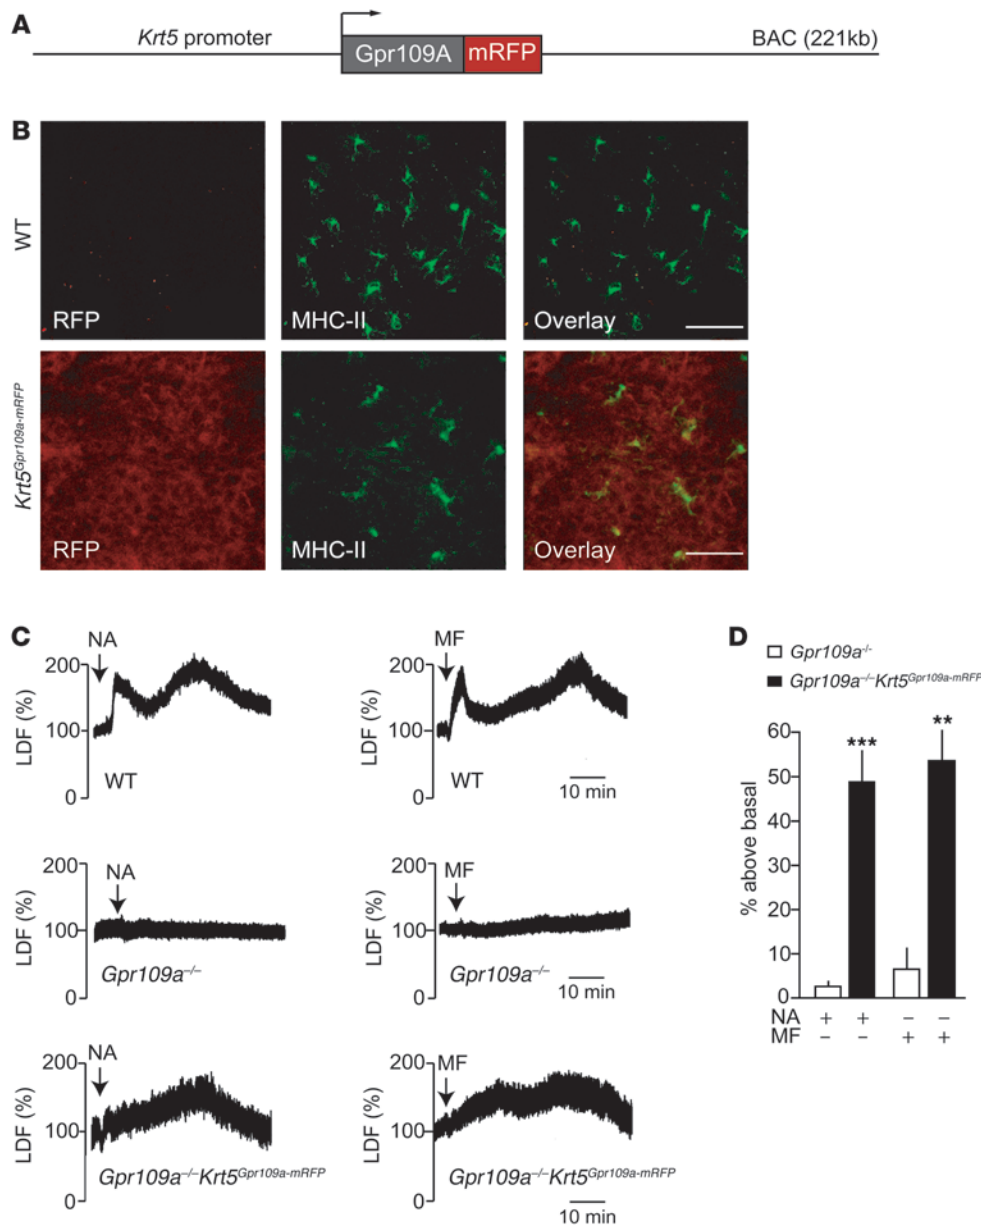 A
Krt5 promoter
Gpr109A
mRFP
BAC (221kb)
B
WT
RFP
MHC-II
Overlay
Krt5Gpr109a-mRFP
RFP
MHC-II
Overlay
C
NA
LDF (%)
200
100
0
WT
MF
LDF (%)
200
100
0
WT
10 min
NA
LDF (%)
200
100
0
Gpr109a–/–
MF
LDF (%)
200
100
0
Gpr109a–/–
10 min
NA
LDF (%)
200
100
0
Gpr109a–/–Krt5Gpr109a-mRFP
MF
LDF (%)
200
100
0
10 min
D
Gpr109a-/-
Gpr109a–/–Krt5Gpr109a-mRFP
% above basal
60
50
40
30
20
10
0
***
**
NA + + – –
MF – – + +